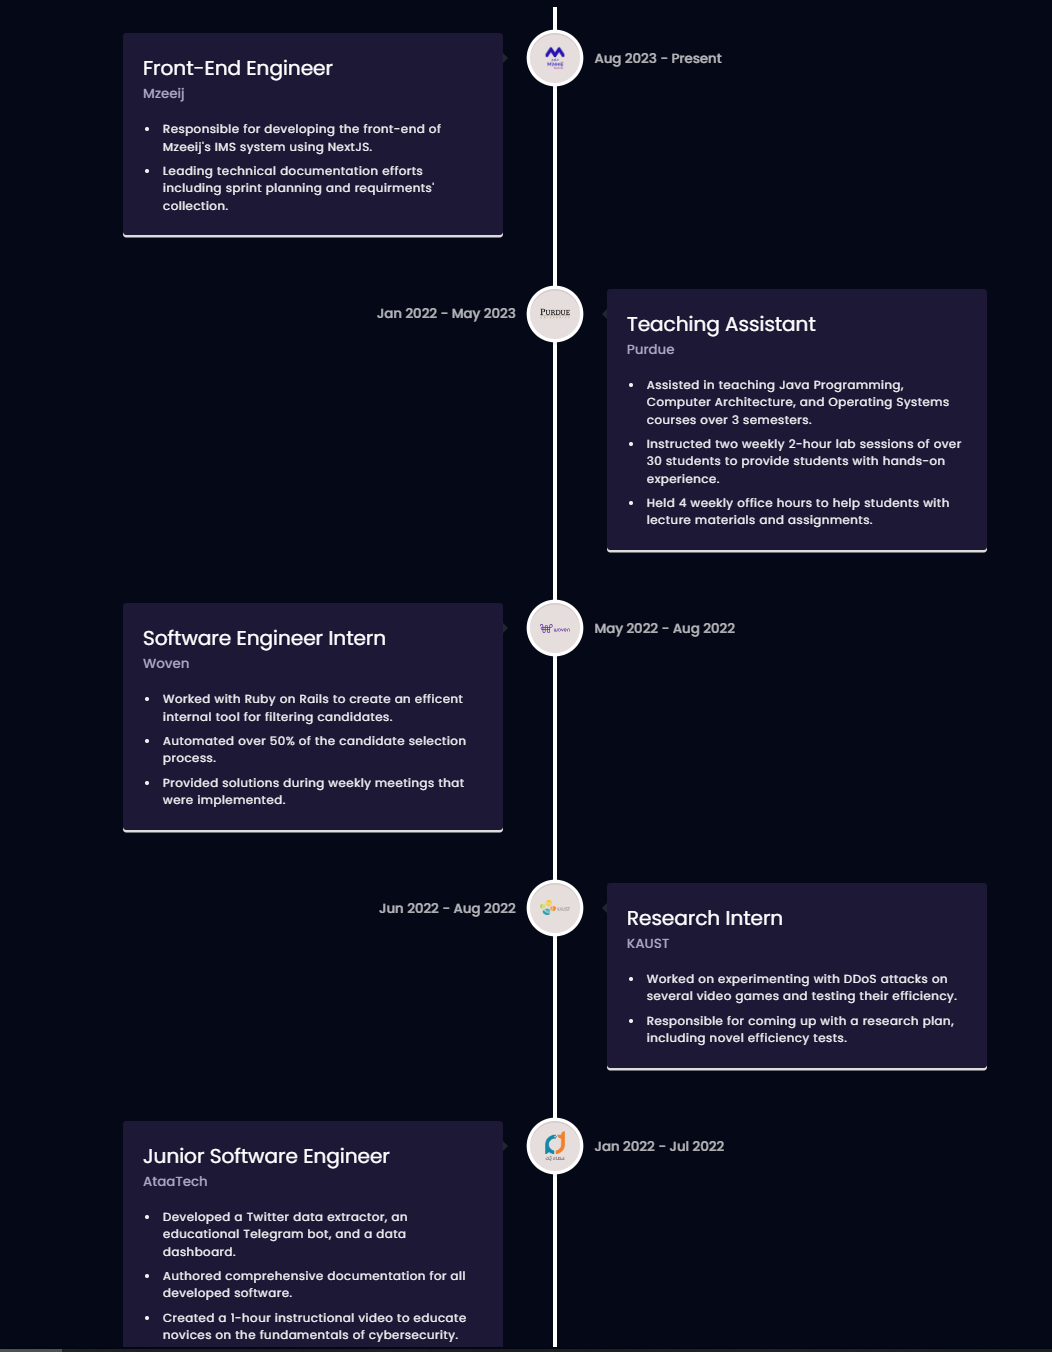 Front-End Engineer
Mzeeij
Responsible for developing the front-end of
Mzeeij's IMS system using NextJS.
Leading technical documentation efforts
including sprint planning and requirments'
collection.
Aug 2023 - Present
Jan 2022 - May 2023
PURDUE
Teaching Assistant
Purdue
Assisted in teaching Java Programming,
Computer Architecture, and Operating Systems
courses over 3 semesters.
Instructed two weekly 2-hour lab sessions of over
30 students to provide students with hands-on
experience.
Held 4 weekly office hours to help students with
lecture materials and assignments.
Software Engineer Intern
Woven
Worked with Ruby on Rails to create an efficent
internal tool for filtering candidates.
Automated over 50% of the candidate selection
process.
Provided solutions during weekly meetings that
were implemented.
woven
May 2022 - Aug 2022
Jun 2022 - Aug 2022
Research Intern
KAUST
Worked on experimenting with DDoS attacks on
several video games and testing their efficiency.
Responsible for coming up with a research plan,
including novel efficiency tests.
Junior Software Engineer
AtaaTech
Developed a Twitter data extractor, an
educational Telegram bot, and a data
dashboard.
Authored comprehensive documentation for all
developed software.
Created a 1-hour instructional video to educate
novices on the fundamentals of cybersecurity.
Jan 2022 - Jul 2022